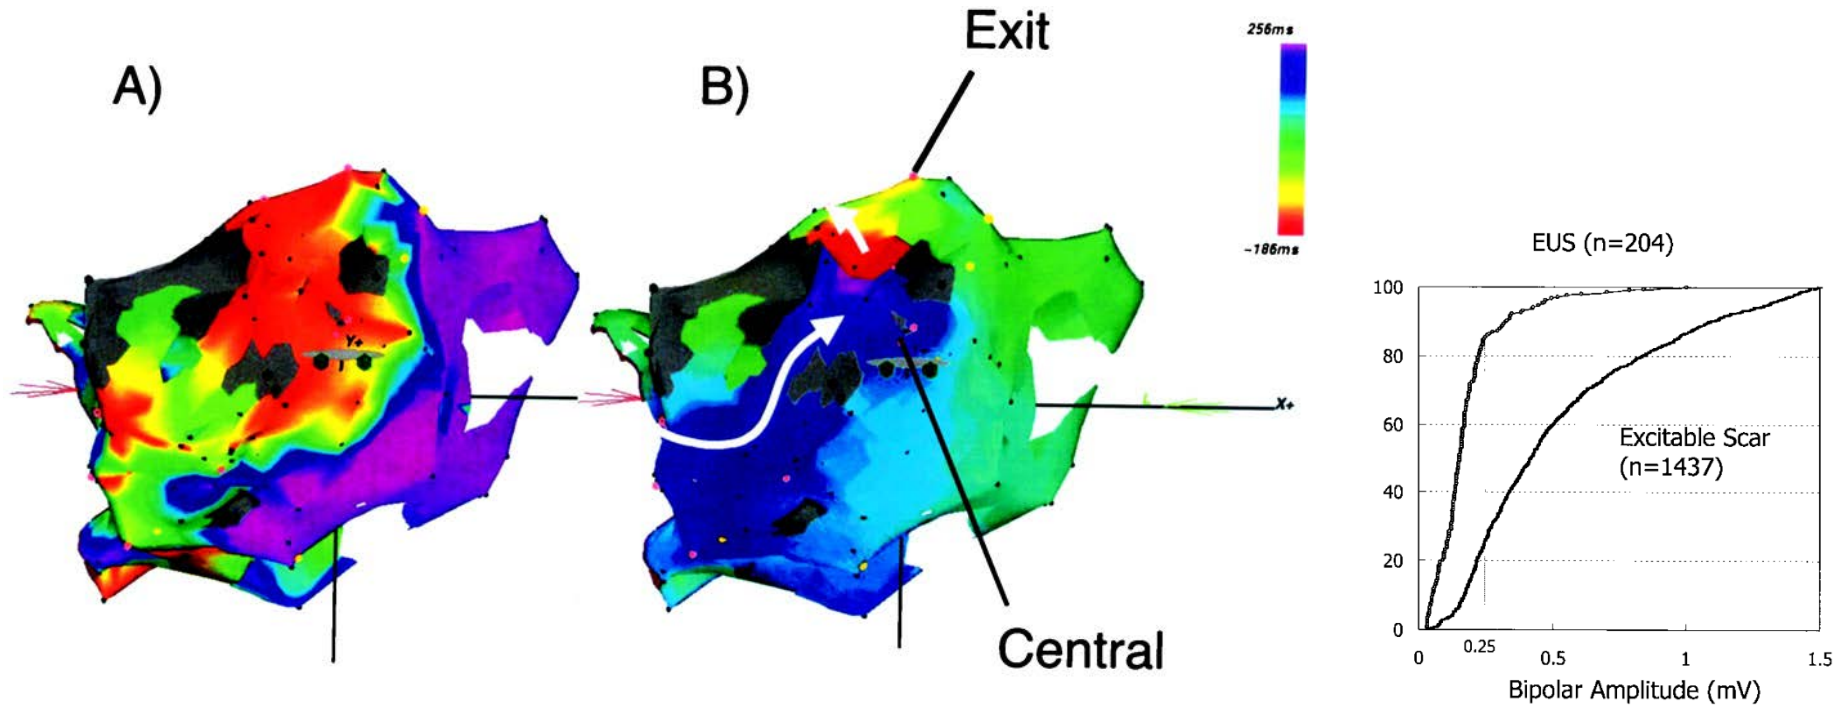 A)
B)
Exit
256ms
-186ms
Y+
X+
Central
EUS (n=204)
100
80
60
40
20
0
Excitable Scar
(n=1437)
0
0.25
0.5
1
1.5
Bipolar Amplitude (mV)